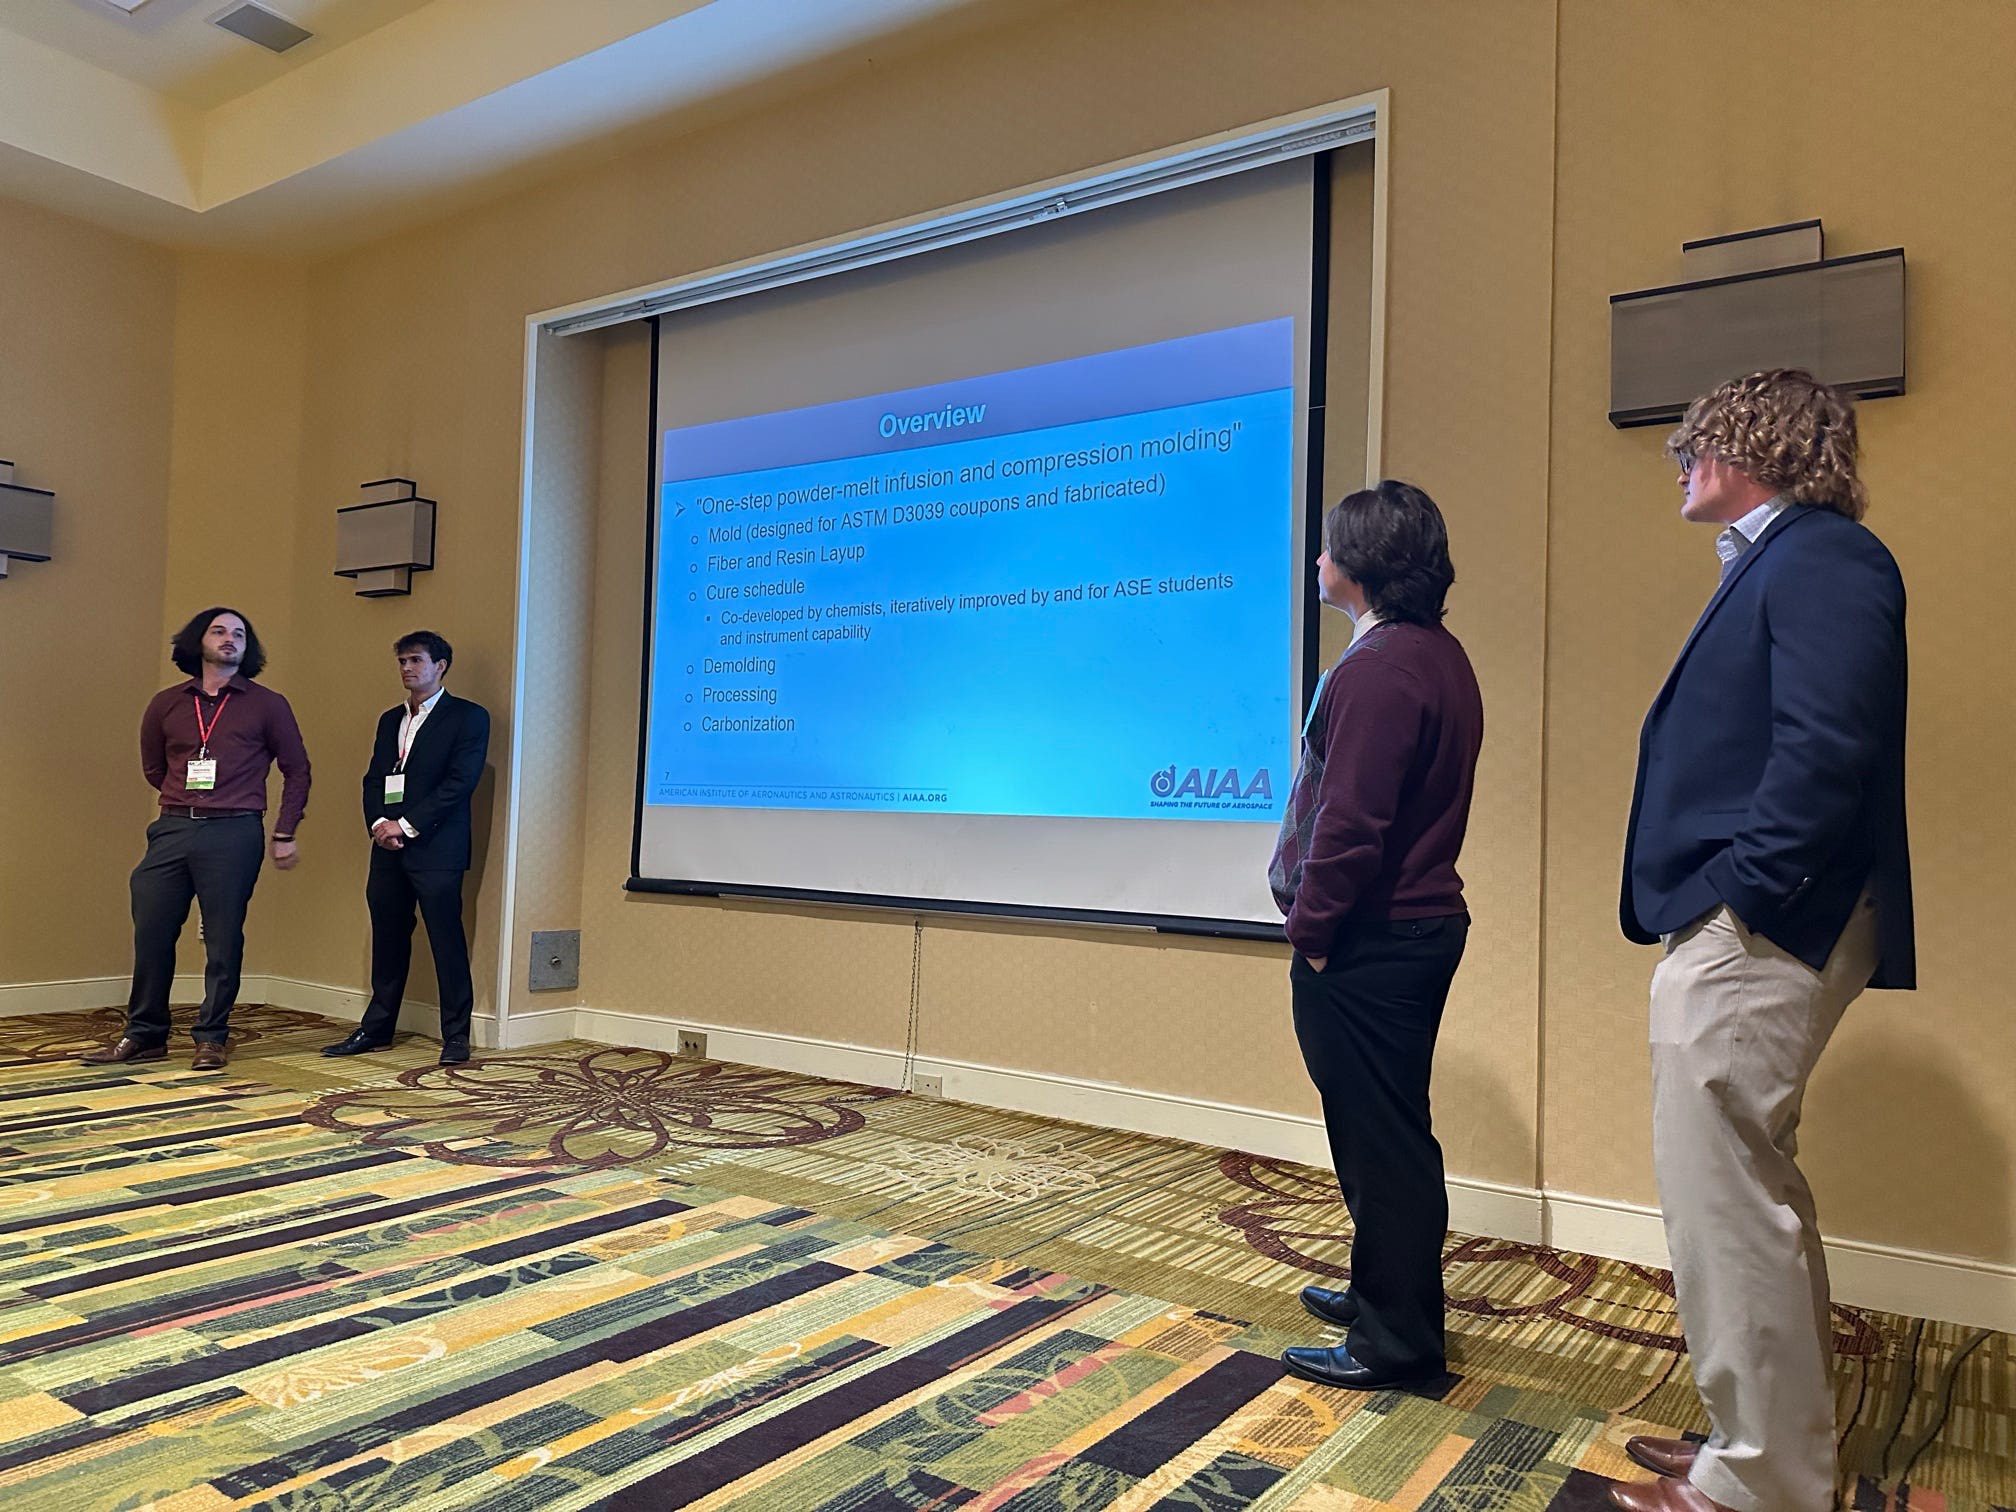 Overview
"One-step powder-melt infusion and compression molding"
Mold (designed for ASTM D3039 coupons and fabricated)
Fiber and Resin Layup
Cure schedule
Co-developed by chemists, iteratively improved by and for ASE students
and instrument capability
Demolding
Processing
Carbonization
7
AMERICAN INSTITUTE OF AERONAUTICS AND ASTRONAUTICS | AIAA.ORG
AIAA
SHAPING THE FUTURE OF AEROSPACE